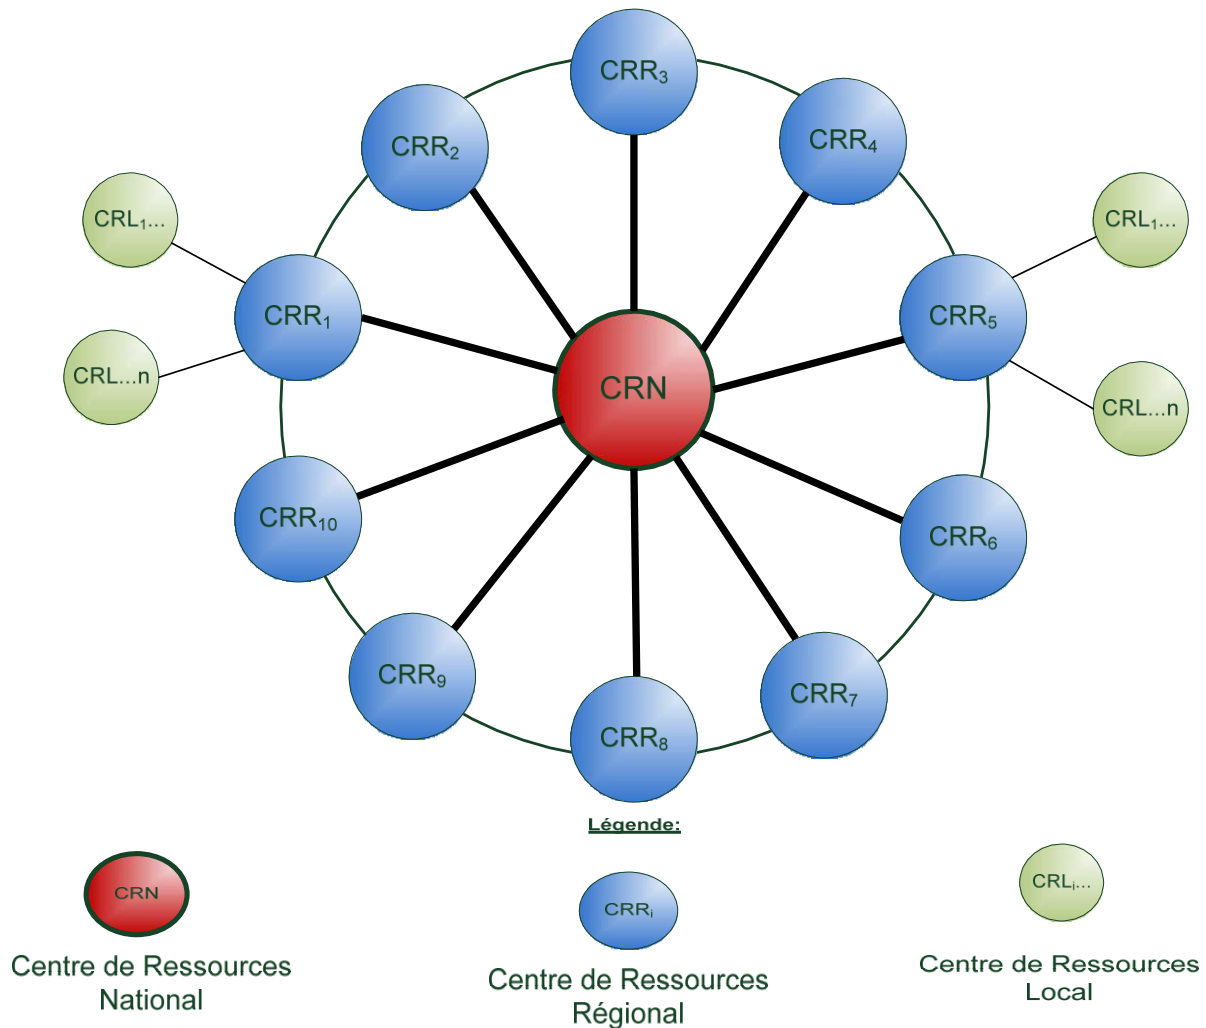 CRR3
CRR4
CRR2
CRL1...
CRL1...
CRR1
CRR5
CRL...n
CRN
CRL...n
CRR10
CRR6
CRR9
CRR7
CRR8
Légende:
CRN
CRRi
CRLi...
Centre de Ressources
National
Centre de Ressources
Régional
Centre de Ressources
Local